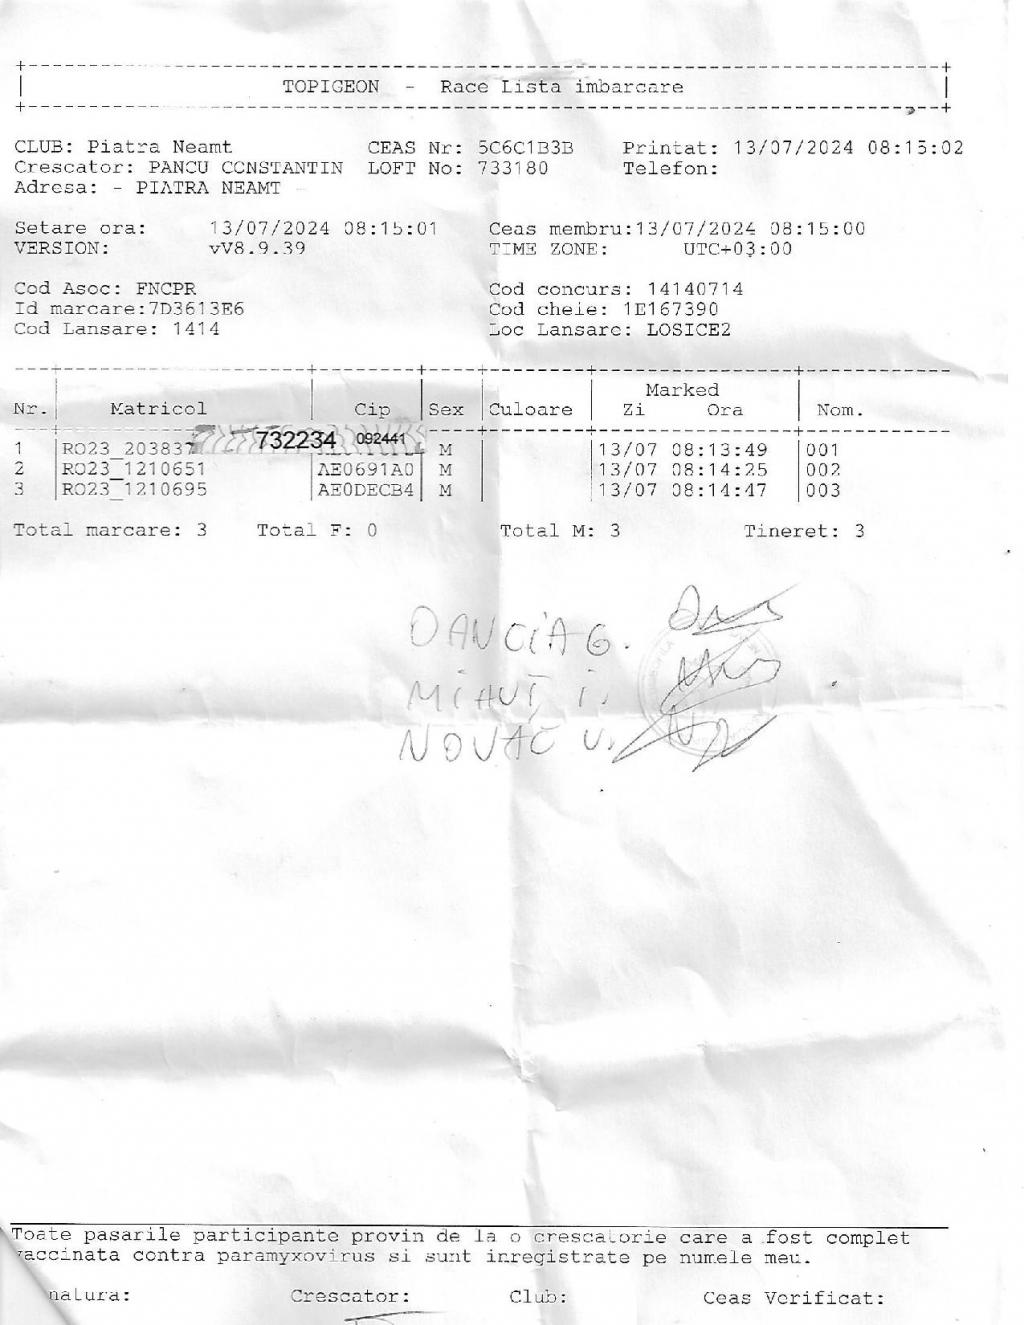 TOPIGEON - Race Lista imbarcare
CLUB: Piatra Neamt CEAS Nr: 5C6C1B3B Printat: 13/07/2024 08:15:02
Crescator: PANCU CCNSTANTIN LOFT No: 733180 Telefon:
Adresa: - PIATRA NEAMT
Setare ora: 13/07/2024 08:15:01 Ceas membru:13/07/2024 08:15:00
VERSION: vV8.9.39 TIME ZONE: UTC+03:00
Cod Asoc: FNCPR Cod concurs: 14140714
Id marcare:7D3613E6 Cod cheie: 1E167390
Cod Lansare: 1414 Loc Lansare: LOSICE2
Marked
Nr. Matricol Cip Sex Culoare Zi Ora Nom.
732234 092441
1 RO23_203837 M 13/07 08:13:49 001
2 RO23_1210651 AE0691A0 M 13/07 08:14:25 002
3 RO23_1210695 AE0DECB4 M 13/07 08:14:47 003
Total marcare: 3 Total F: 0 Total M: 3 Tineret: 3
DANCIA G.
MIHUȚ I.
NOVAC V.
Toate pasarile participante provin de la o crescatorie care a fost complet
vaccinata contra paramyxovirus si sunt inregistrate pe numele meu.
natura: Crescator: Club: Ceas Verificat: